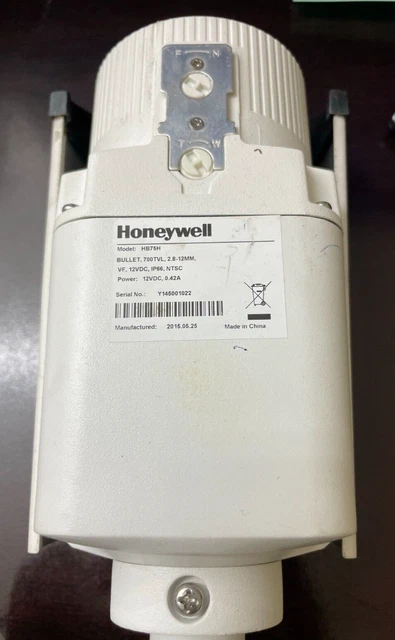 F N
T W
Honeywell
Model: HB75H
BULLET, 700TVL, 2.8-12MM,
VF, 12VDC, IP66, NTSC
Power: 12VDC, 0.42A
Serial No.: Y145001022
Manufactured: 2015.05.25 Made in China